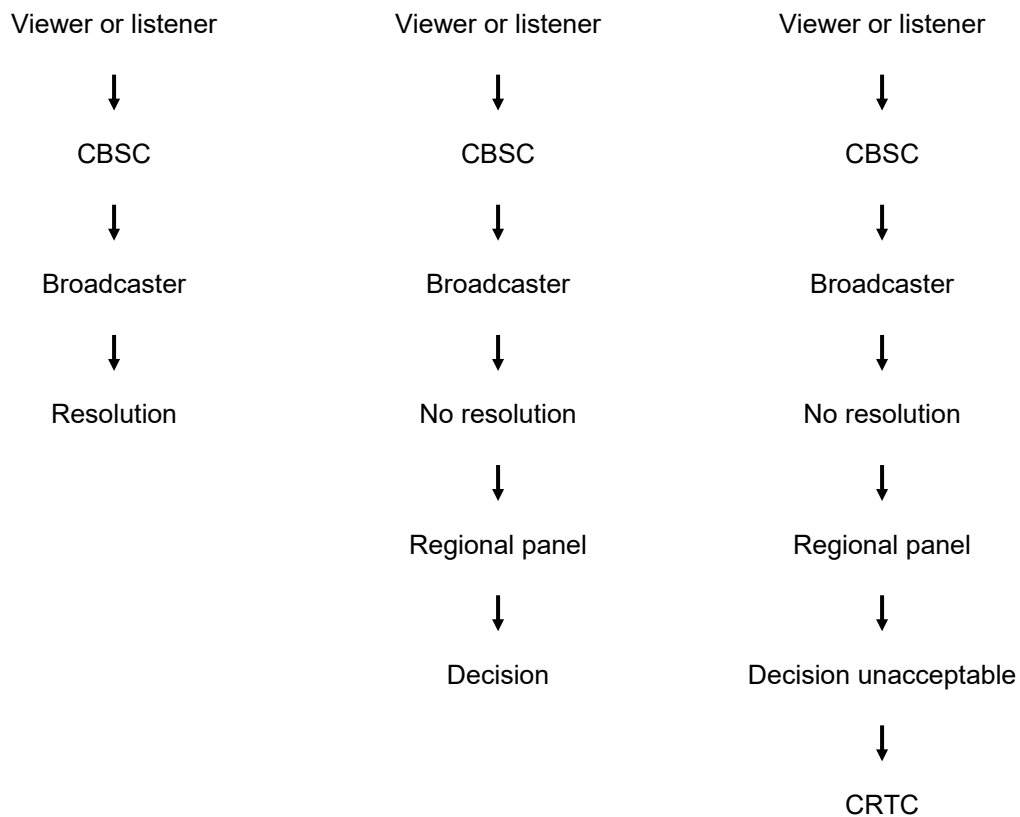 Viewer or listener
CBSC
Broadcaster
Resolution
Viewer or listener
CBSC
Broadcaster
No resolution
Regional panel
Decision
Viewer or listener
CBSC
Broadcaster
No resolution
Regional panel
Decision unacceptable
CRTC